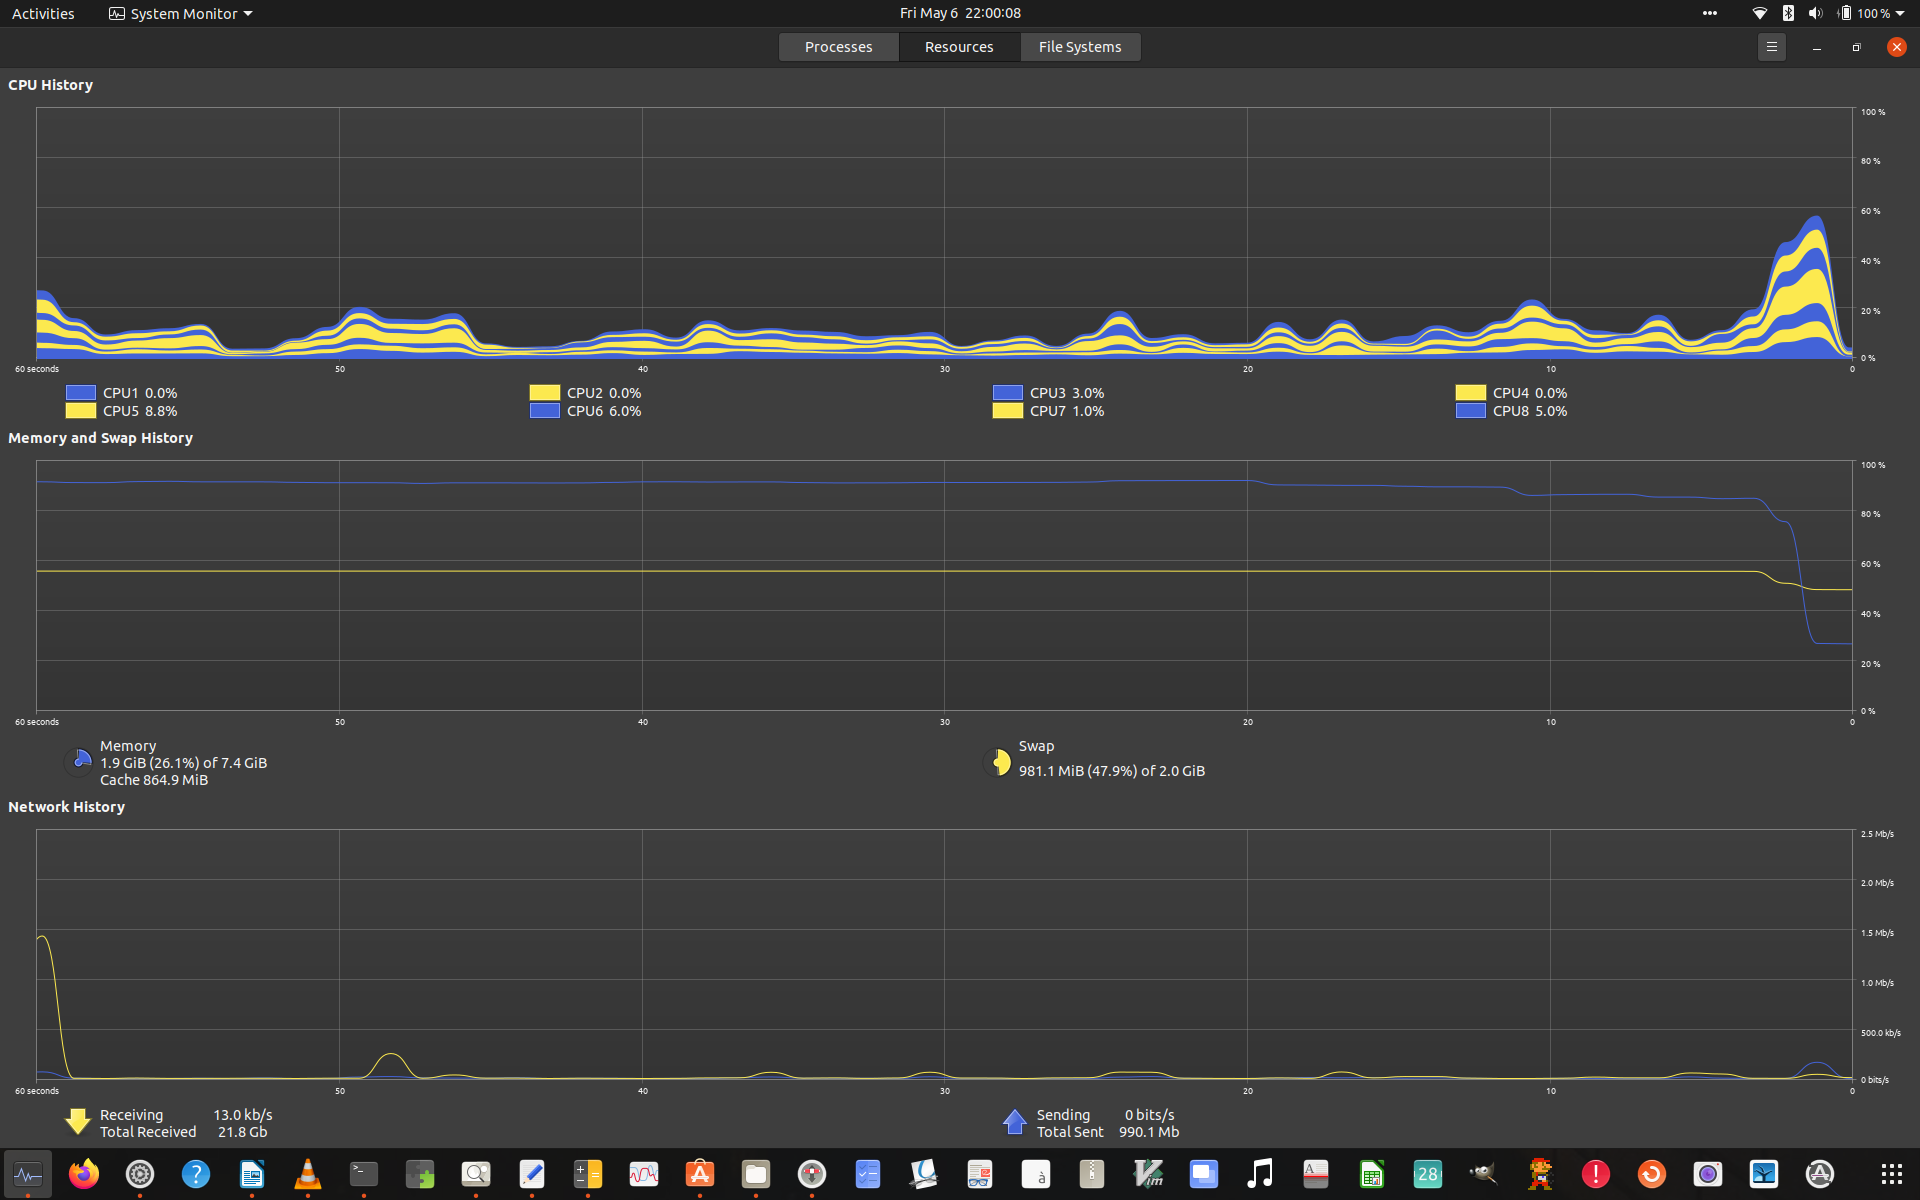 Activities System Monitor Fri May 6 22:00:08 100 %
Processes Resources File Systems
CPU History
100 %
80 %
60 %
40 %
20 %
0 %
60 seconds 50 40 30 20 10 0
CPU1 0.0% CPU2 0.0% CPU3 3.0% CPU4 0.0%
CPU5 8.8% CPU6 6.0% CPU7 1.0% CPU8 5.0%
Memory and Swap History
100 %
80 %
60 %
40 %
20 %
0 %
60 seconds 50 40 30 20 10 0
Memory Swap
1.9 GiB (26.1%) of 7.4 GiB 981.1 MiB (47.9%) of 2.0 GiB
Cache 864.9 MiB
Network History
2.5 Mb/s
2.0 Mb/s
1.5 Mb/s
1.0 Mb/s
500.0 kb/s
0 bits/s
60 seconds 50 40 30 20 10 0
Receiving 13.0 kb/s Sending 0 bits/s
Total Received 21.8 Gb Total Sent 990.1 Mb
? >_ à Vim A 28 !